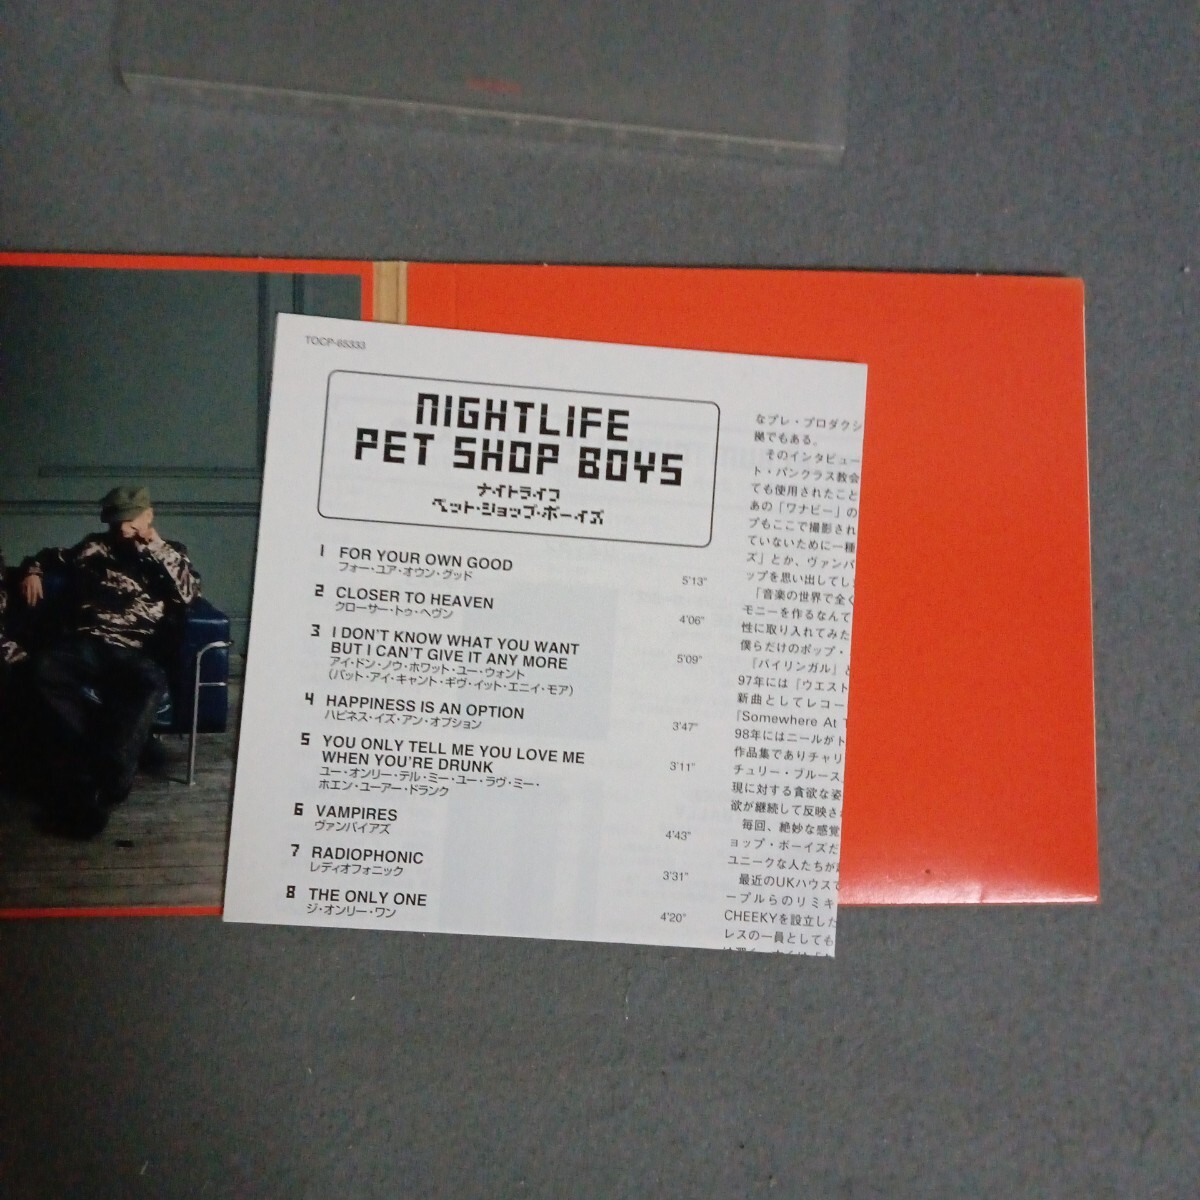 TOCP-65333
NIGHTLIFE
PET SHOP BOYS
ナイトライフ
ペット・ショップ・ボーイズ
1 FOR YOUR OWN GOOD
フォー・ユア・オウン・グッド
5'13"
2 CLOSER TO HEAVEN
クローサー・トゥ・ヘヴン
4'06"
3 I DON'T KNOW WHAT YOU WANT
BUT I CAN'T GIVE IT ANY MORE
5'09"
アイ・ドン・ノウ・ホワット・ユー・ウォント
(バット・アイ・キャント・ギヴ・イット・エニイ・モア)
4 HAPPINESS IS AN OPTION
ハピネス・イズ・アン・オプション
3'47"
5 YOU ONLY TELL ME YOU LOVE ME
WHEN YOU'RE DRUNK
3'11"
ユー・オンリー・テル・ミー・ユー・ラヴ・ミー・
ホエン・ユーアー・ドランク
6 VAMPIRES
ヴァンパイアズ
4'43"
7 RADIOPHONIC
レディオフォニック
3'31"
8 THE ONLY ONE
ジ・オンリー・ワン
4'20"
なプレ・プロダクシ
拠でもある。
そのインタビュー
ト・パンクラス教会
ても使用されたこと
あの「ワナビー」の
プもここで撮影され
ていないために一種
ズ」とか、ヴァンパ
ップを思い出してし
「音楽の世界で全く
モニーを作るなんて
性に取り入れてみた
僕らだけのポップ・
『バイリンガル』と
97年には『ウエスト
新曲としてレコー
『Somewhere At
98年にはニールがト
作品集でありチャリ
チュリー・ブルース
現に対する貪欲な姿
欲が継続して反映さ
毎回、絶妙な感覚
ョップ・ボーイズだ
ユニークな人たちが
最近のUKハウスで
ープルらのリミキ
CHEEKYを設立した
レスの一員としても